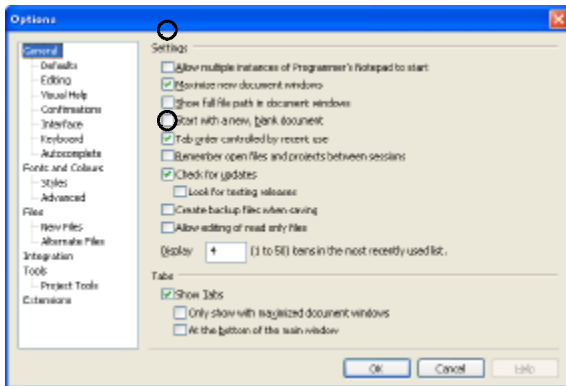 Options
General
Defaults
Editing
Visual Help
Confirmations
Interface
Keyboard
Autocomplete
Fonts and Colours
Styles
Advanced
Files
New Files
Alternate Files
Integration
Tools
Project Tools
Extensions
Settings
Allow multiple instances of Programmer's Notepad to start
Maximize new document windows
Show full file path in document windows
Start with a new, blank document
Tab order controlled by recent use
Remember open files and projects between sessions
Check for updates
Look for testing releases
Create backup files when saving
Allow editing of read only files
Display 4 (1 to 50) items in the most recently used list.
Tabs
Show Tabs
Only show with maximized document windows
At the bottom of the main window
OK Cancel Help